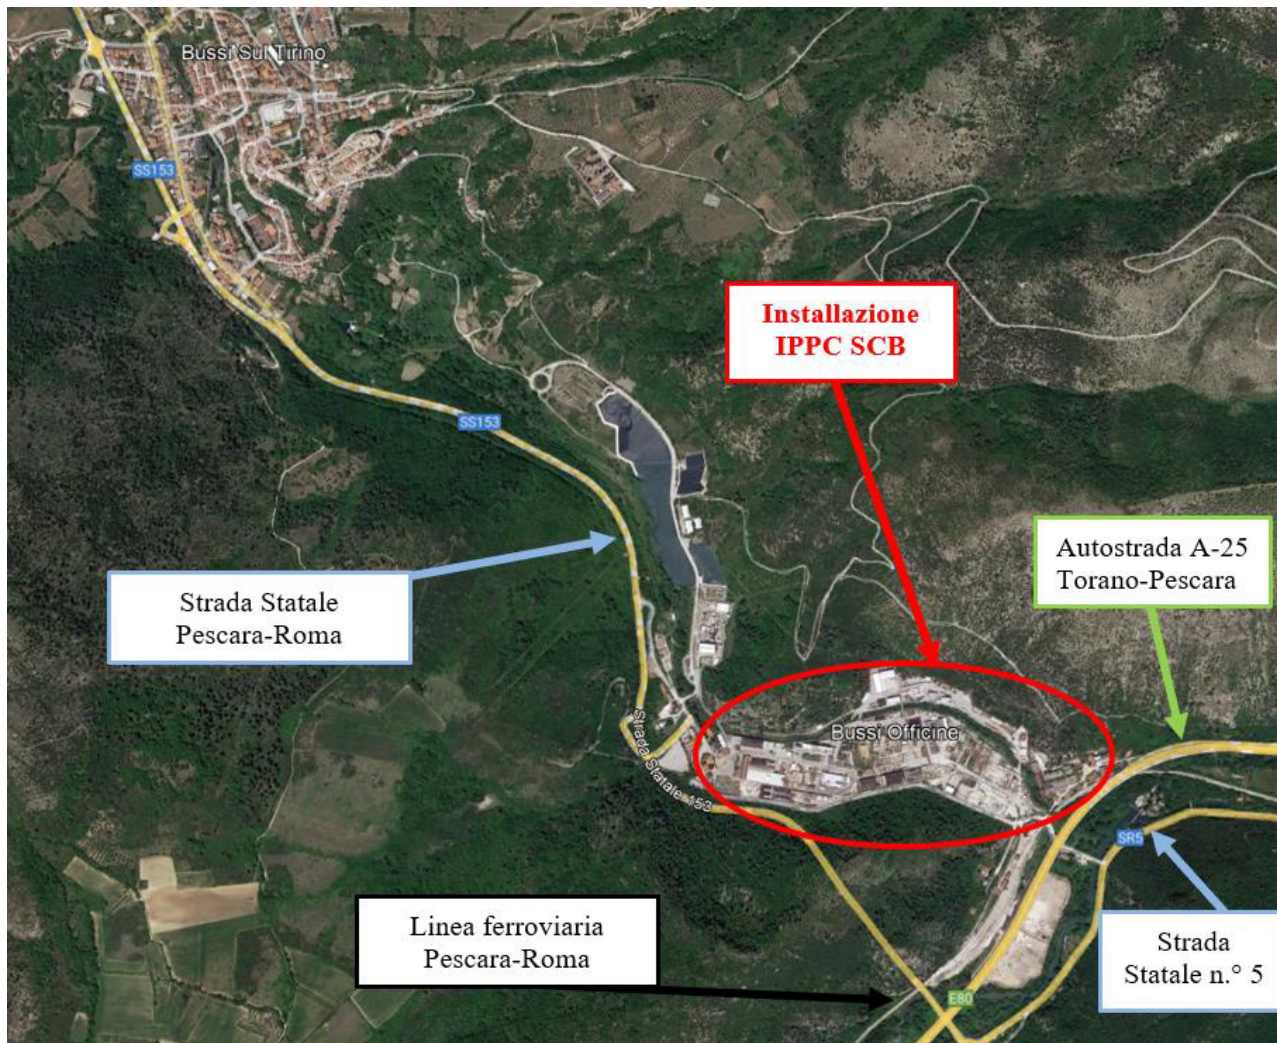 Bussi Sul Tirino
SS153
Installazione
IPPC SCB
SS153
Autostrada A-25
Torano-Pescara
Strada Statale
Pescara-Roma
Bussi Officine
Strada Statale 153
SR5
Linea ferroviaria
Pescara-Roma
Strada
Statale n.° 5
E80